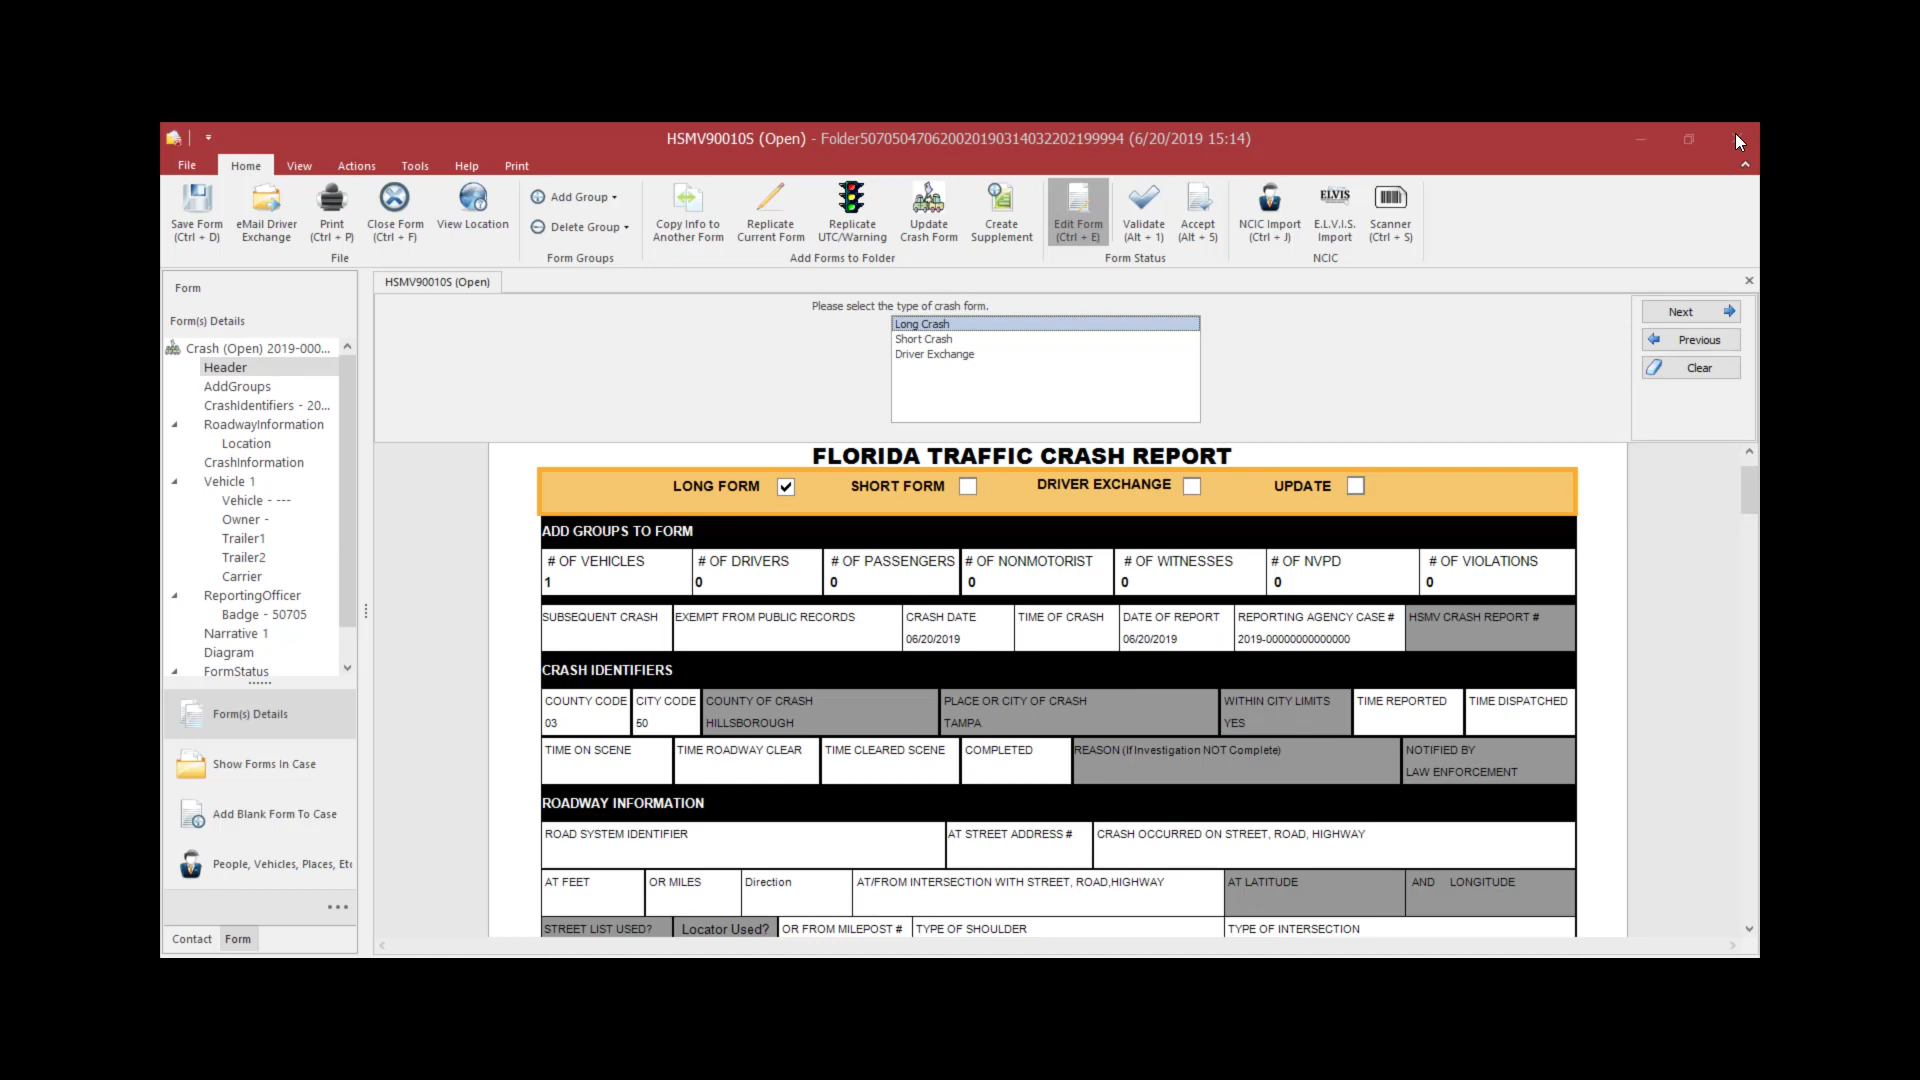 HSMV90010S (Open) - Folder50705047062002019031403220219​9994 (6/20/2019 15:14)
File Home View Actions Tools Help Print
Save Form (Ctrl + D)
eMail Driver Exchange
Print (Ctrl + P)
Close Form (Ctrl + F)
View Location
File
Add Group
Delete Group
Form Groups
Copy Info to Another Form
Replicate Current Form
Replicate UTC/Warning
Update Crash Form
Create Supplement
Add Forms to Folder
Edit Form (Ctrl + E)
Validate (Alt + 1)
Accept (Alt + 5)
Form Status
NCIC Import (Ctrl + J)
ELVIS
E.L.V.I.S. Import
Scanner (Ctrl + S)
NCIC
Form
Form(s) Details
Crash (Open) 2019-000...
Header
AddGroups
CrashIdentifiers - 20...
RoadwayInformation
Location
CrashInformation
Vehicle 1
Vehicle - ---
Owner -
Trailer1
Trailer2
Carrier
ReportingOfficer
Badge - 50705
Narrative 1
Diagram
FormStatus
Form(s) Details
Show Forms In Case
Add Blank Form To Case
People, Vehicles, Places, Etc
Contact Form
HSMV90010S (Open)
Please select the type of crash form.
Long Crash
Short Crash
Driver Exchange
Next
Previous
Clear
FLORIDA TRAFFIC CRASH REPORT
LONG FORM SHORT FORM DRIVER EXCHANGE UPDATE
ADD GROUPS TO FORM
# OF VEHICLES # OF DRIVERS # OF PASSENGERS # OF NONMOTORIST # OF WITNESSES # OF NVPD # OF VIOLATIONS
1 0 0 0 0 0 0
SUBSEQUENT CRASH EXEMPT FROM PUBLIC RECORDS CRASH DATE TIME OF CRASH DATE OF REPORT REPORTING AGENCY CASE # HSMV CRASH REPORT #
06/20/2019 06/20/2019 2019-00000000000000
CRASH IDENTIFIERS
COUNTY CODE CITY CODE COUNTY OF CRASH PLACE OR CITY OF CRASH WITHIN CITY LIMITS TIME REPORTED TIME DISPATCHED
03 50 HILLSBOROUGH TAMPA YES
TIME ON SCENE TIME ROADWAY CLEAR TIME CLEARED SCENE COMPLETED REASON (If Investigation NOT Complete) NOTIFIED BY
LAW ENFORCEMENT
ROADWAY INFORMATION
ROAD SYSTEM IDENTIFIER AT STREET ADDRESS # CRASH OCCURRED ON STREET, ROAD, HIGHWAY
AT FEET OR MILES Direction AT/FROM INTERSECTION WITH STREET, ROAD,HIGHWAY AT LATITUDE AND LONGITUDE
STREET LIST USED? Locator Used? OR FROM MILEPOST # TYPE OF SHOULDER TYPE OF INTERSECTION